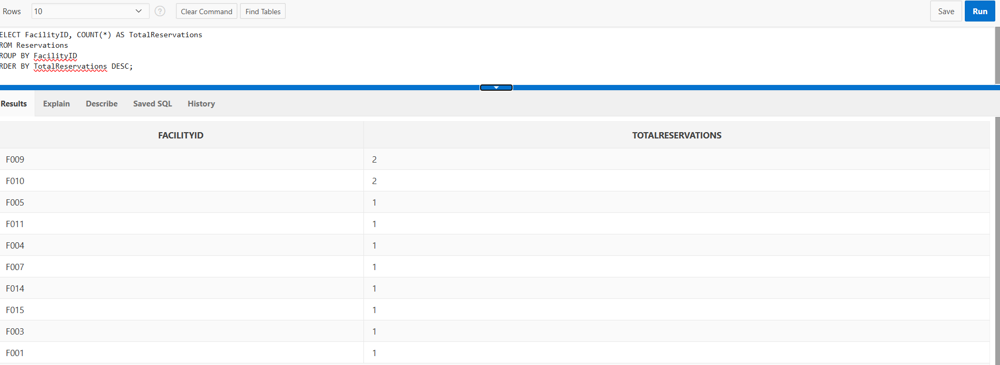 Rows 10 ? Clear Command Find Tables Save Run
ELECT FacilityID, COUNT(*) AS TotalReservations
ROM Reservations
ROUP BY FacilityID
RDER BY TotalReservations DESC;
Results Explain Describe Saved SQL History
FACILITYID TOTALRESERVATIONS
F009 2
F010 2
F005 1
F011 1
F004 1
F007 1
F014 1
F015 1
F003 1
F001 1